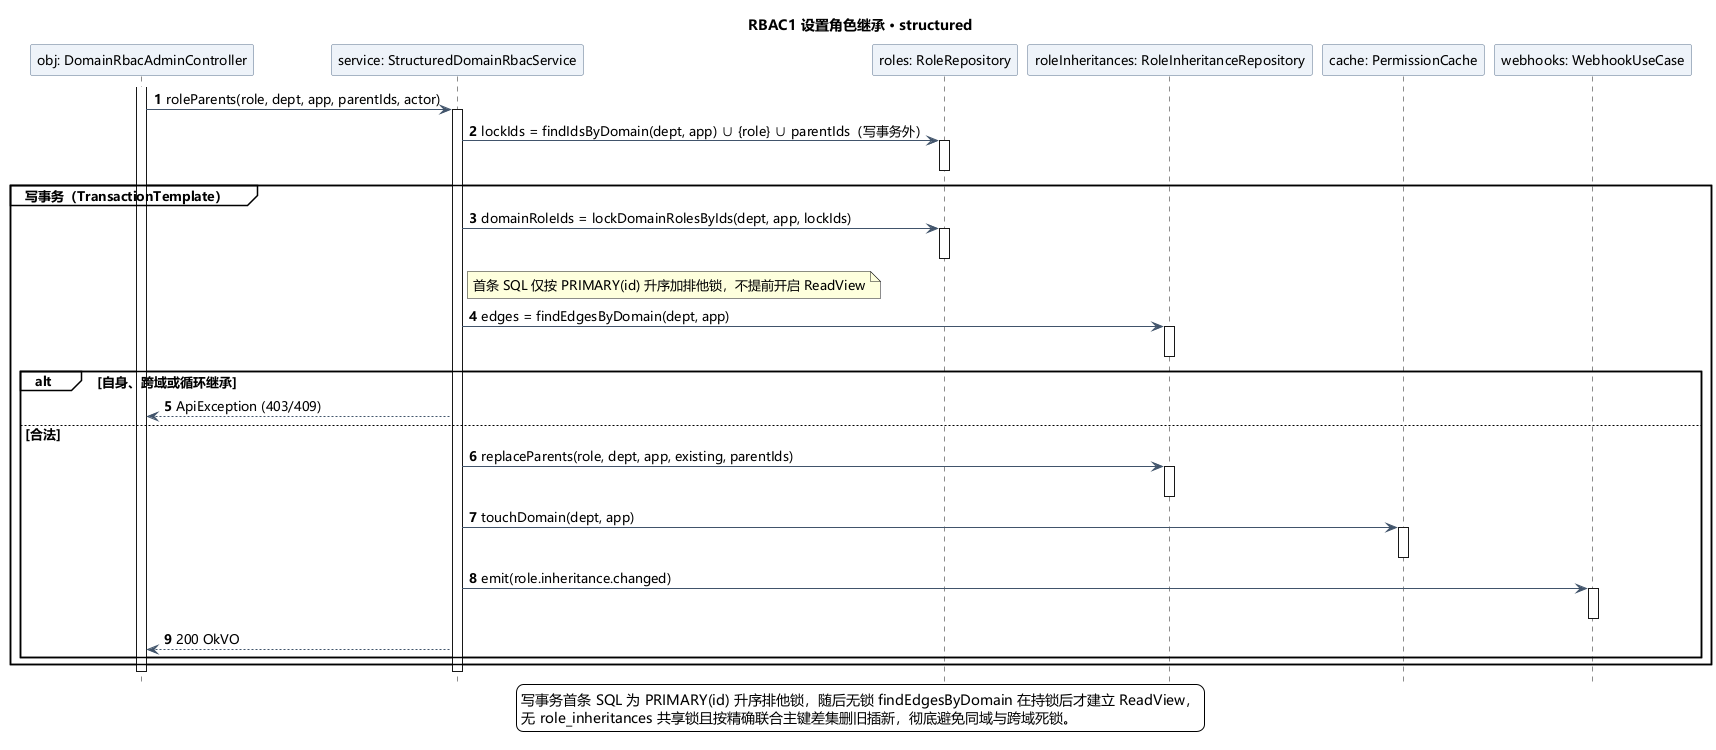 RBAC1 设置角色继承 • structured
obj: DomainRbacAdminController
service: StructuredDomainRbacService
roles: RoleRepository
roleInheritances: RoleInheritanceRepository
cache: PermissionCache
webhooks: WebhookUseCase
1 roleParents(role, dept, app, parentIds, actor)
2 lockIds = findIdsByDomain(dept, app) ∪ {role} ∪ parentIds（写事务外）
写事务（TransactionTemplate）
3 domainRoleIds = lockDomainRolesByIds(dept, app, lockIds)
首条 SQL 仅按 PRIMARY(id) 升序加排他锁，不提前开启 ReadView
4 edges = findEdgesByDomain(dept, app)
alt [自身、跨域或循环继承]
5 ApiException (403/409)
[合法]
6 replaceParents(role, dept, app, existing, parentIds)
7 touchDomain(dept, app)
8 emit(role.inheritance.changed)
9 200 OkVO
写事务首条 SQL 为 PRIMARY(id) 升序排他锁，随后无锁 findEdgesByDomain 在持锁后才建立 ReadView，
无 role_inheritances 共享锁且按精确联合主键差集删旧插新，彻底避免同域与跨域死锁。